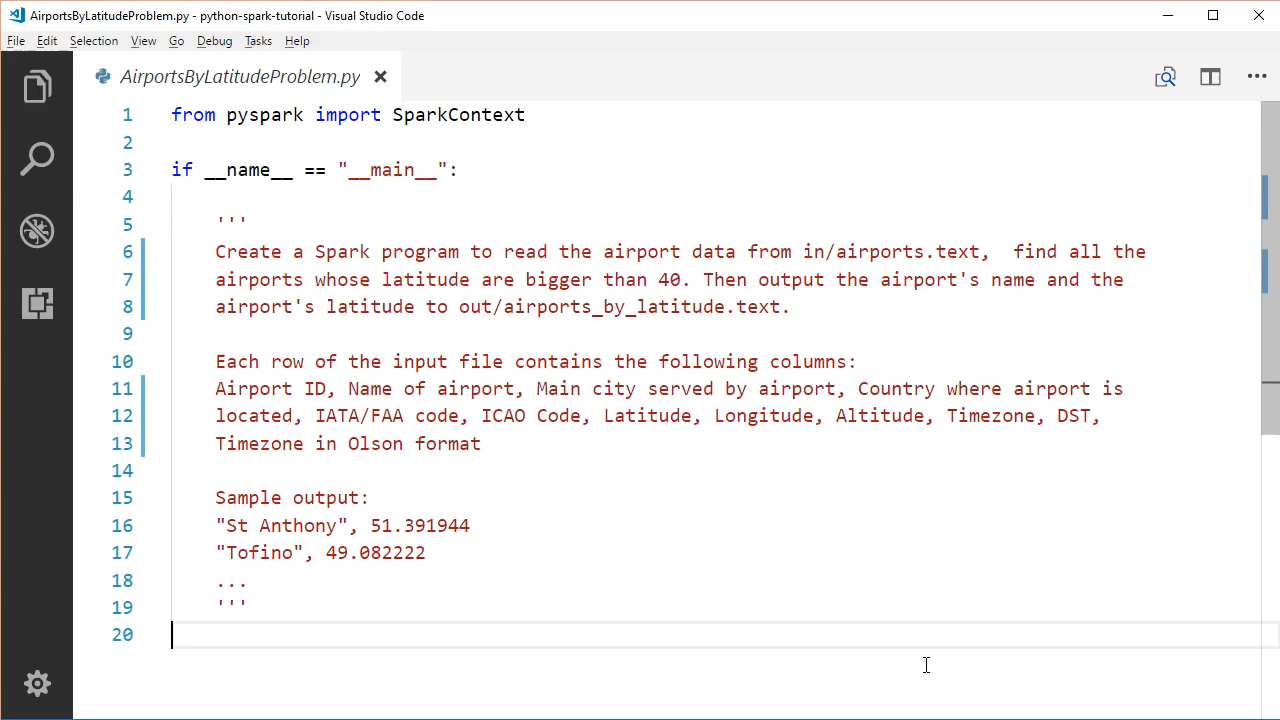 AirportsByLatitudeProblem.py - python-spark-tutorial - Visual Studio Code
File Edit Selection View Go Debug Tasks Help
AirportsByLatitudeProblem.py
1 from pyspark import SparkContext
2
3 if __name__ == "__main__":
4
5 '''
6 Create a Spark program to read the airport data from in/airports.text,  find all the
7 airports whose latitude are bigger than 40. Then output the airport's name and the
8 airport's latitude to out/airports_by_latitude.text.
9
10 Each row of the input file contains the following columns:
11 Airport ID, Name of airport, Main city served by airport, Country where airport is
12 located, IATA/FAA code, ICAO Code, Latitude, Longitude, Altitude, Timezone, DST,
13 Timezone in Olson format
14
15 Sample output:
16 "St Anthony", 51.391944
17 "Tofino", 49.082222
18 ...
19 '''
20